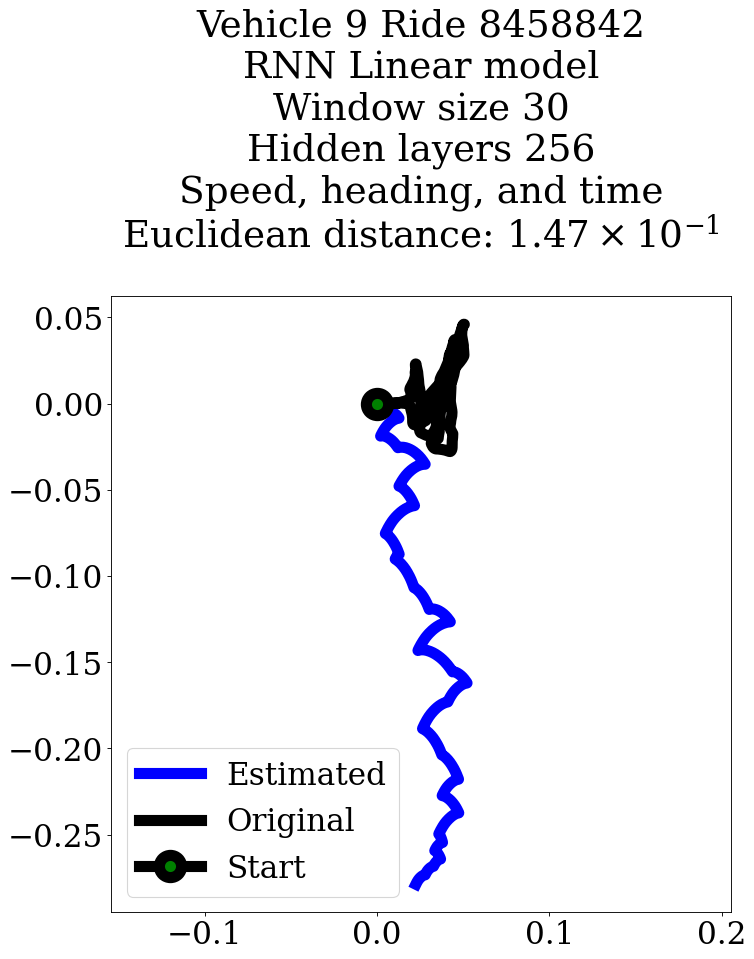 Vehicle 9 Ride 8458842
RNN Linear model
Window size 30
Hidden layers 256
Speed, heading, and time
Euclidean distance: 1.47 × 10⁻¹
0.05
0.00
−0.05
−0.10
−0.15
−0.20
−0.25
Estimated
Original
Start
−0.1 0.0 0.1 0.2